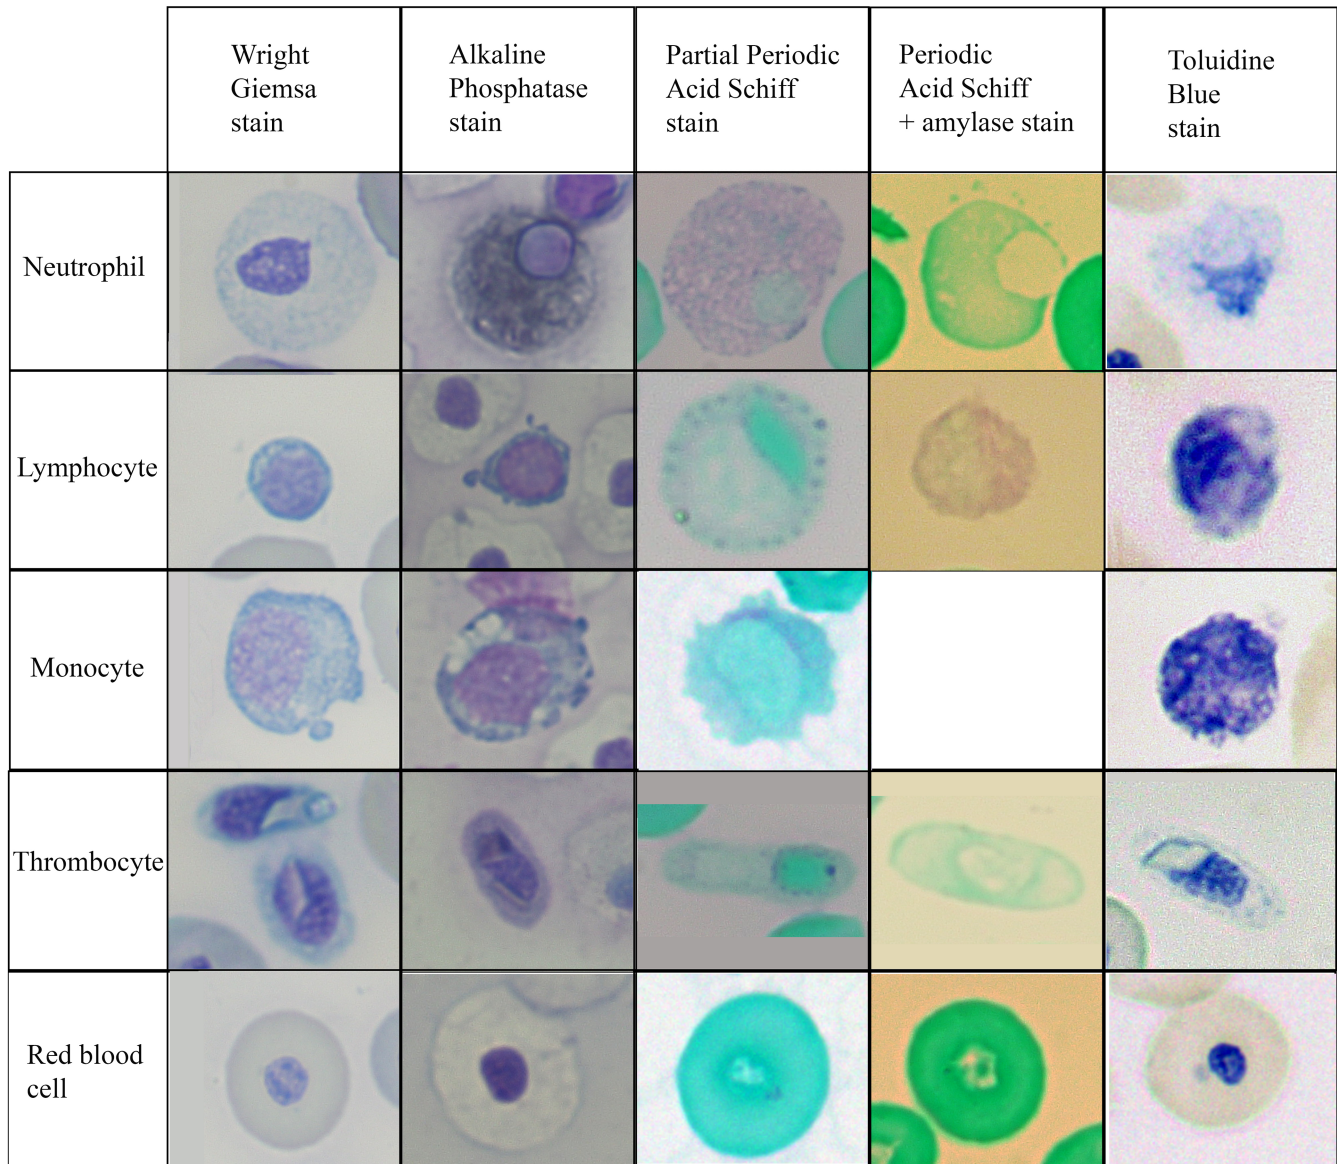 Wright
Giemsa
stain
Alkaline
Phosphatase
stain
Partial Periodic
Acid Schiff
stain
Periodic
Acid Schiff
+ amylase stain
Toluidine
Blue
stain
Neutrophil
Lymphocyte
Monocyte
Thrombocyte
Red blood
cell